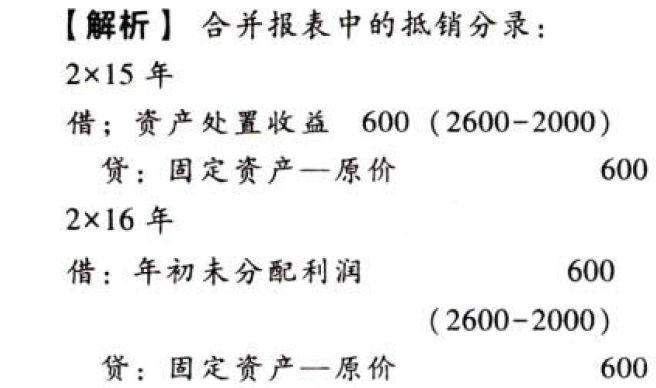 【解析】 合并报表中的抵销分录：
2×15 年
借；资产处置收益 600（2600-2000）
贷：固定资产—原价 600
2×16 年
借：年初未分配利润 600
（2600-2000）
贷：固定资产—原价 600